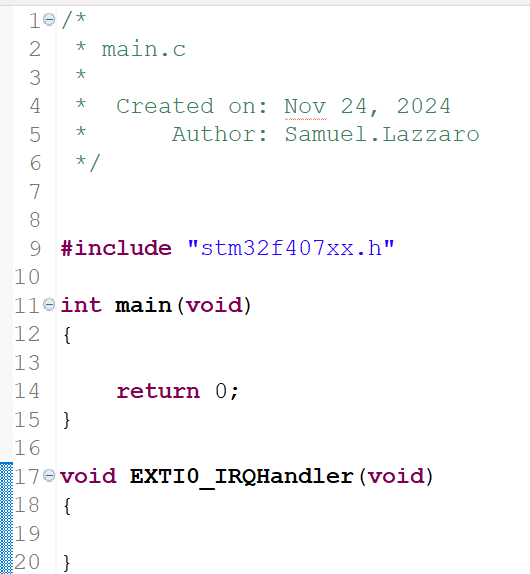 1 /*
2  * main.c
3  *
4  *  Created on: Nov 24, 2024
5  *      Author: Samuel.Lazzaro
6  */
7
8
9 #include "stm32f407xx.h"
10
11 int main(void)
12 {
13
14     return 0;
15 }
16
17 void EXTI0_IRQHandler(void)
18 {
19
20 }